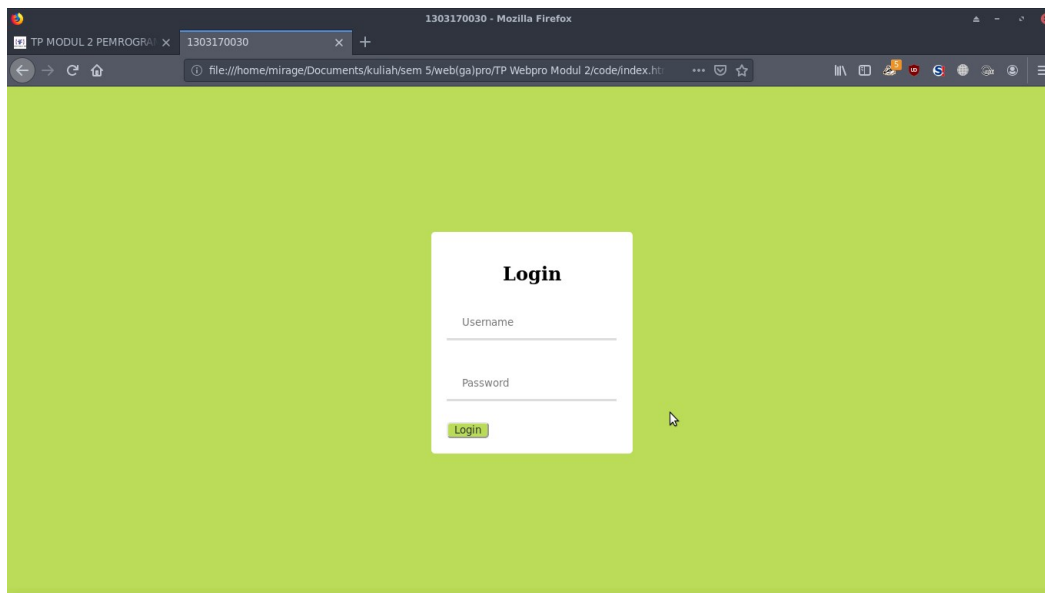 1303170030 - Mozilla Firefox
TP MODUL 2 PEMROGRA
1303170030
file:///home/mirage/Documents/kuliah/sem 5/web(ga)pro/TP Webpro Modul 2/code/index.ht
5
Login
Username
Password
Login